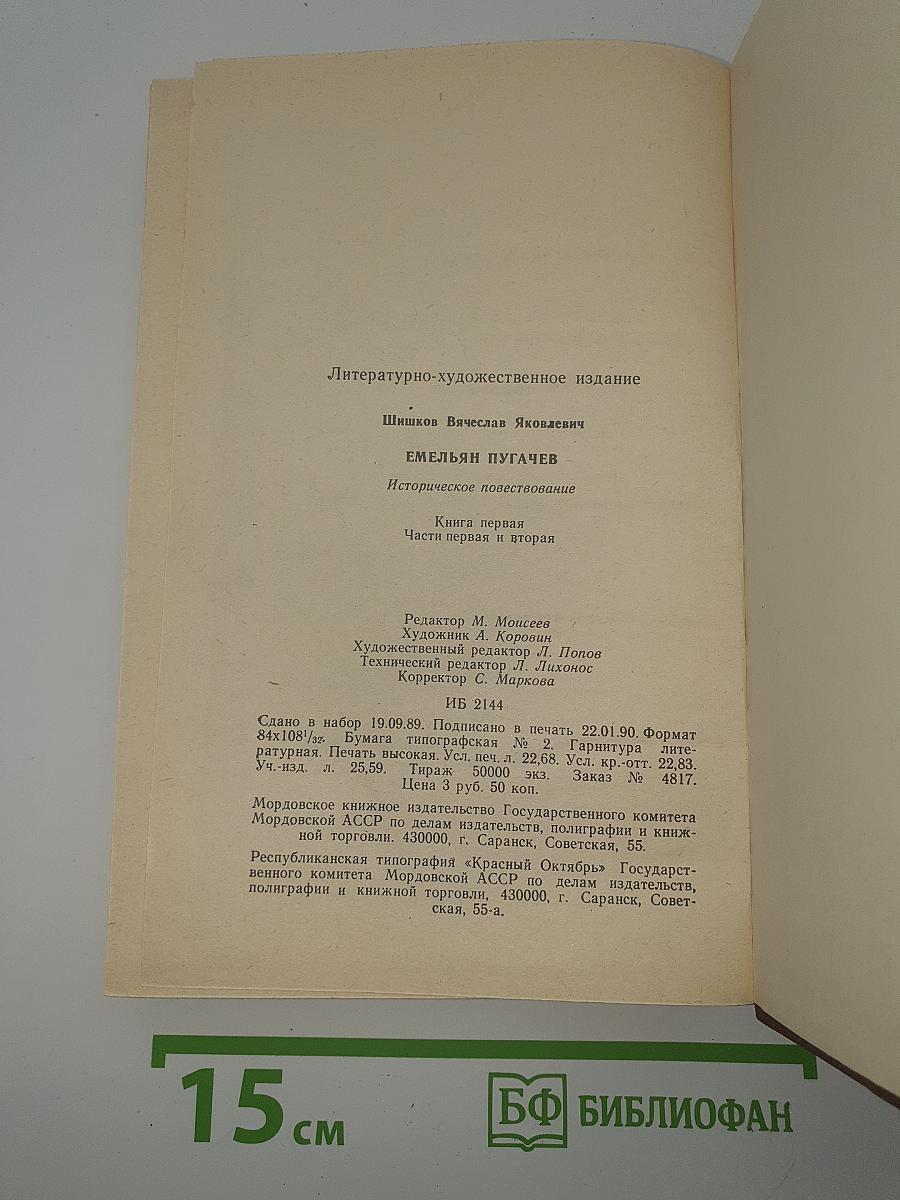 Литературно-художественное издание
Шишков Вячеслав Яковлевич
ЕМЕЛЬЯН ПУГАЧЕВ
Историческое повествование
Книга первая
Части первая и вторая
Редактор М. Моисеев
Художник А. Коровин
Художественный редактор Л. Попов
Технический редактор Л. Лихонос
Корректор С. Маркова
ИБ 2144
Сдано в набор 19.09.89. Подписано в печать 22.01.90. Формат
84х108¹/₃₂. Бумага типографская № 2. Гарнитура лите-
ратурная. Печать высокая. Усл. печ. л. 22,68. Усл. кр.-отт. 22,83.
Уч.-изд. л. 25,59. Тираж 50000 экз. Заказ № 4817.
Цена 3 руб. 50 коп.
Мордовское книжное издательство Государственного комитета
Мордовской АССР по делам издательств, полиграфии и книж-
ной торговли. 430000, г. Саранск, Советская, 55.
Республиканская типография «Красный Октябрь» Государст-
венного комитета Мордовской АССР по делам издательств,
полиграфии и книжной торговли, 430000, г. Саранск, Совет-
ская, 55-а.
15 см
БФ БИБЛИОФАН